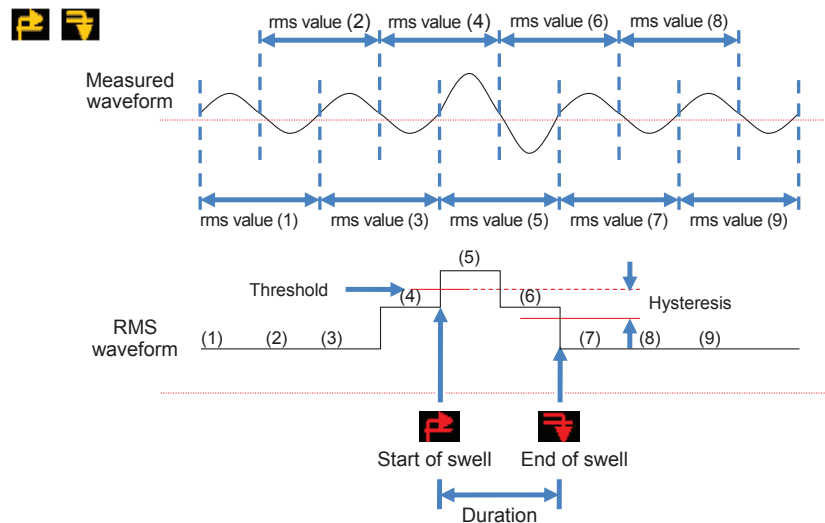 rms value (2) rms value (4) rms value (6) rms value (8)
Measured
waveform
rms value (1) rms value (3) rms value (5) rms value (7) rms value (9)
(5)
Threshold
(4) (6)
Hysteresis
RMS
waveform
(1) (2) (3) (7) (8) (9)
Start of swell End of swell
Duration